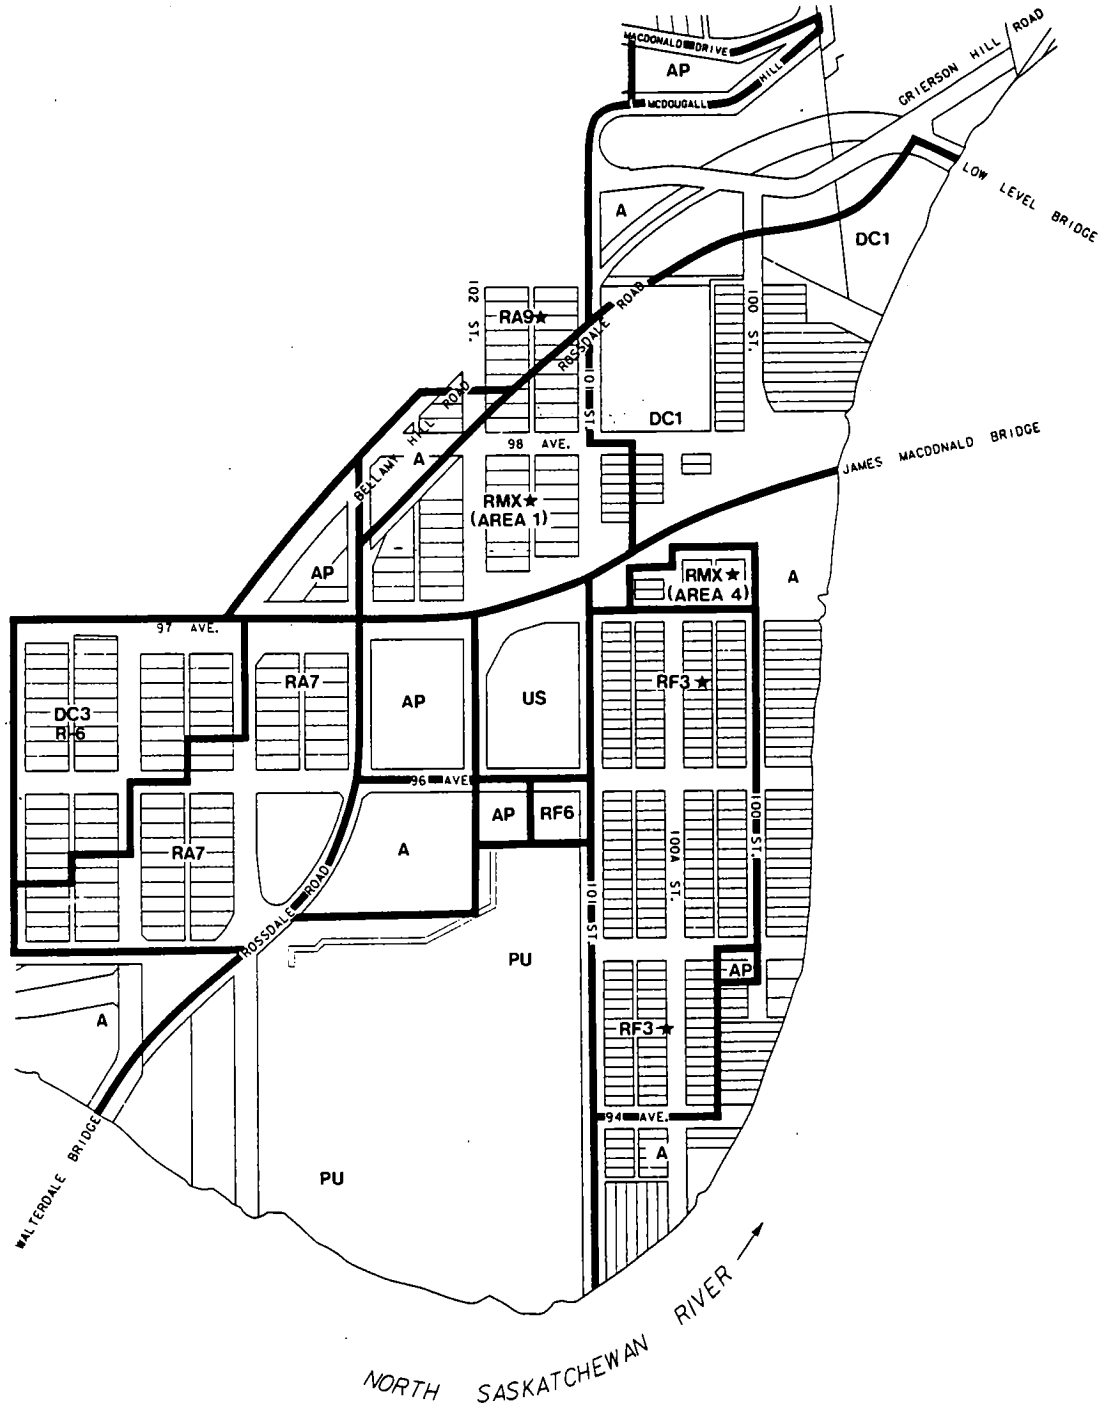 GRIERSON HILL ROAD
MACDONALD DRIVE
AP
MCDOUGALL HILL
LOW LEVEL BRIDGE
A
DC1
102 ST.
RA9★
ROSSDALE ROAD
100 ST.
101 ST.
BELLAMY HILL ROAD
DC1
98 AVE.
A
JAMES MACDONALD BRIDGE
RMX★
(AREA 1)
AP
RMX★
(AREA 4)
A
97 AVE.
RA7
AP
US
RF3★
DC3
R-6
96 AVE
AP
RF6
100 ST.
100A ST.
RA7
A
ROSSDALE ROAD
101 ST.
PU
AP
A
RF3★
94 AVE.
A
WALTERDALE BRIDGE
PU
NORTH SASKATCHEWAN RIVER